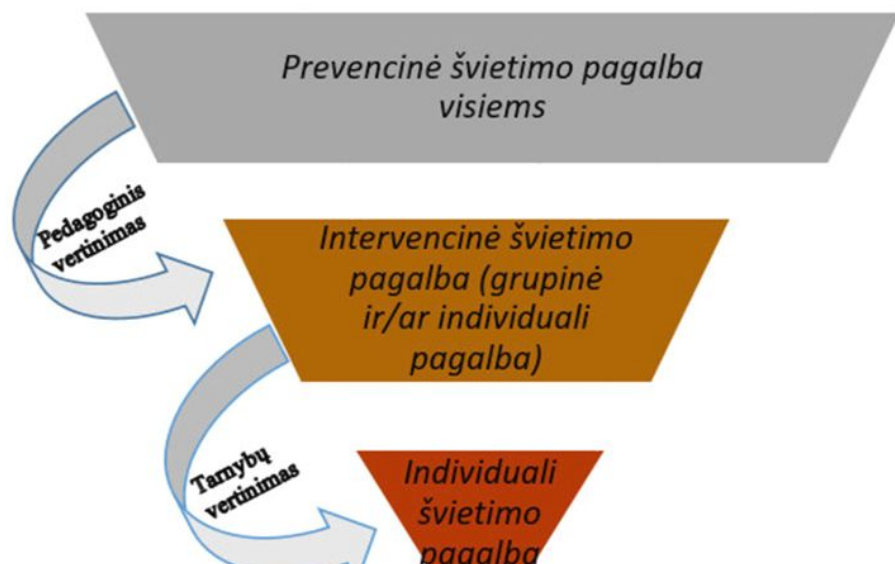 Prevencinė švietimo pagalba
visiems
Pedagoginis
vertinimas
Intervencinė švietimo
pagalba (grupinė
ir/ar individuali
pagalba)
Tarnybų
vertinimas
Individuali
švietimo
pagalba